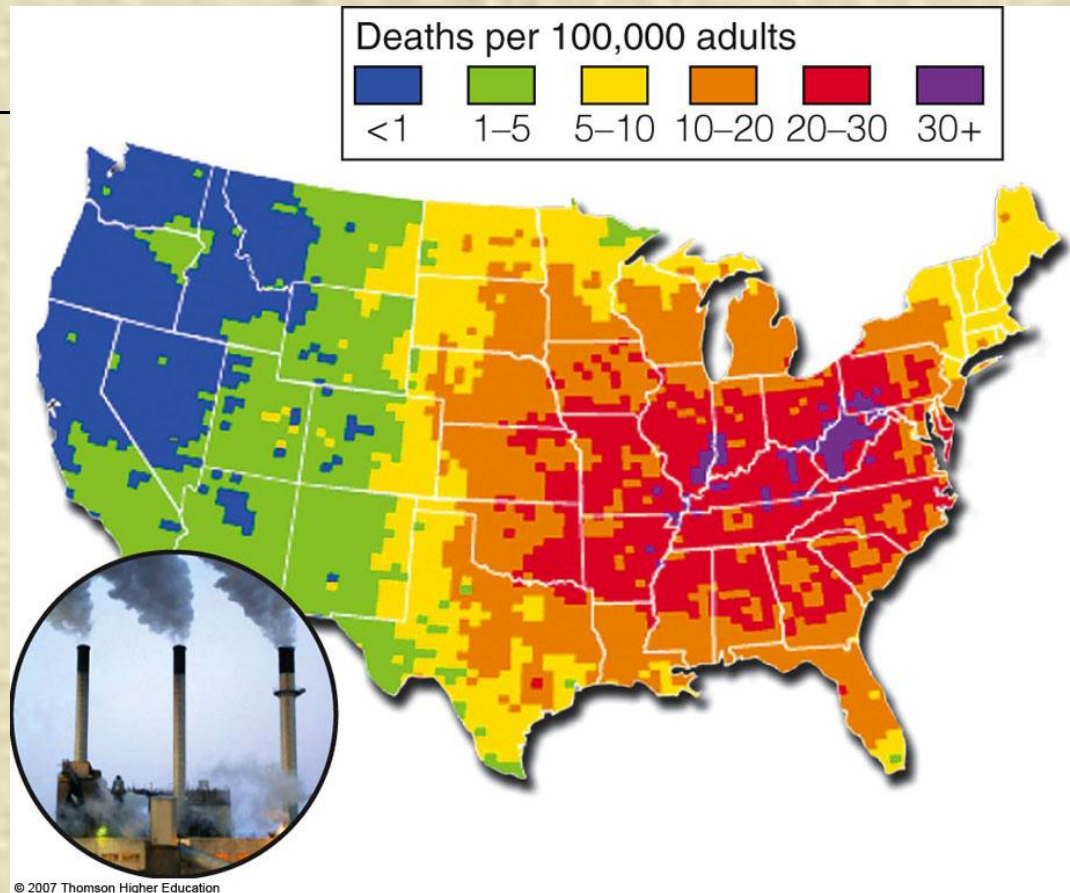 Deaths per 100,000 adults
<1 1–5 5–10 10–20 20–30 30+
© 2007 Thomson Higher Education